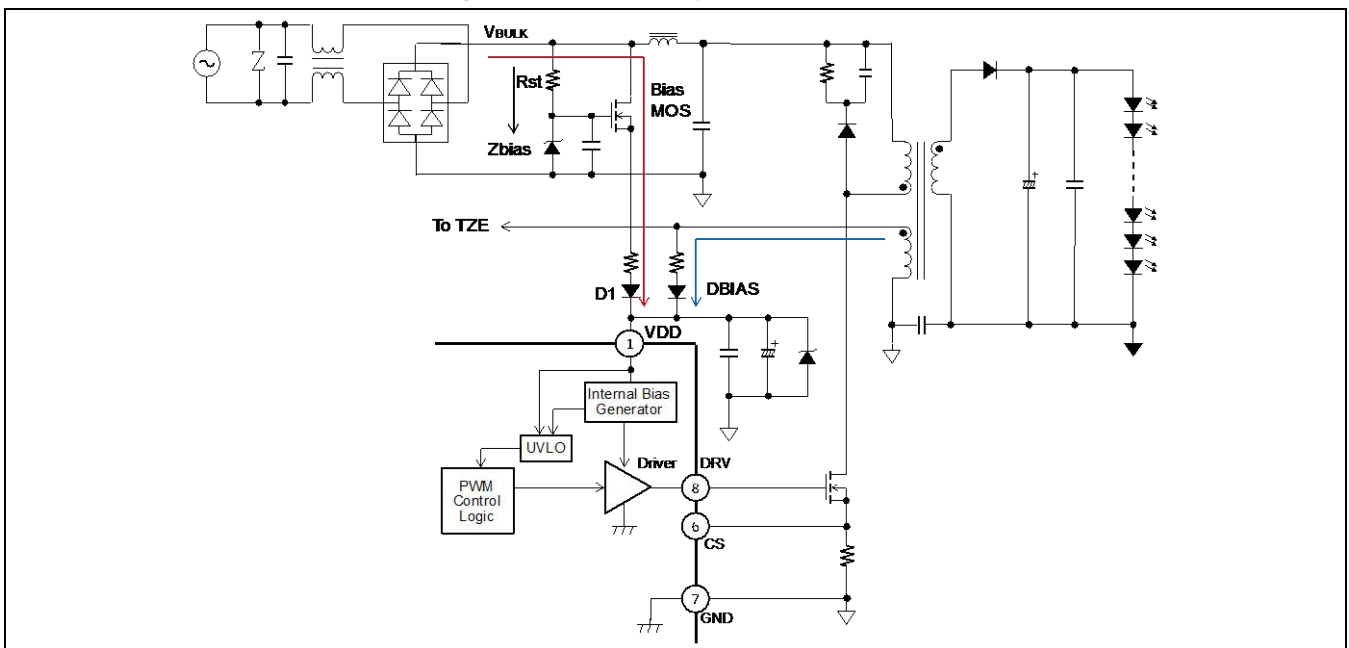 VBULK
Rst
Bias
MOS
Zbias
To TZE
D1
DBIAS
VDD
1
Internal Bias
Generator
UVLO
Driver
DRV
PWM
Control
Logic
8
6
CS
7
GND